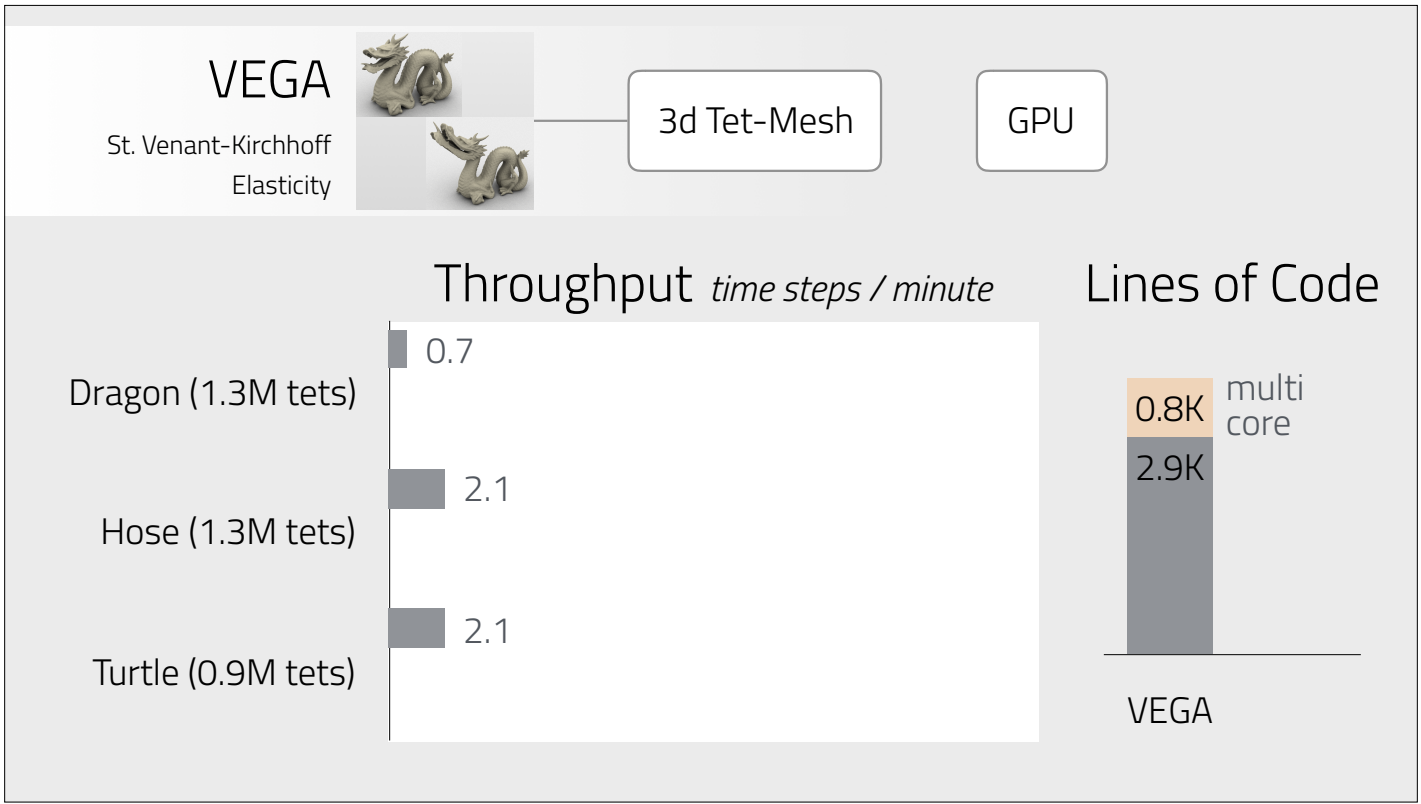 VEGA
St. Venant-Kirchhoff
Elasticity
3d Tet-Mesh
GPU
Throughput time steps / minute
Lines of Code
0.7
Dragon (1.3M tets)
2.1
Hose (1.3M tets)
2.1
Turtle (0.9M tets)
0.8K
multi
core
2.9K
VEGA